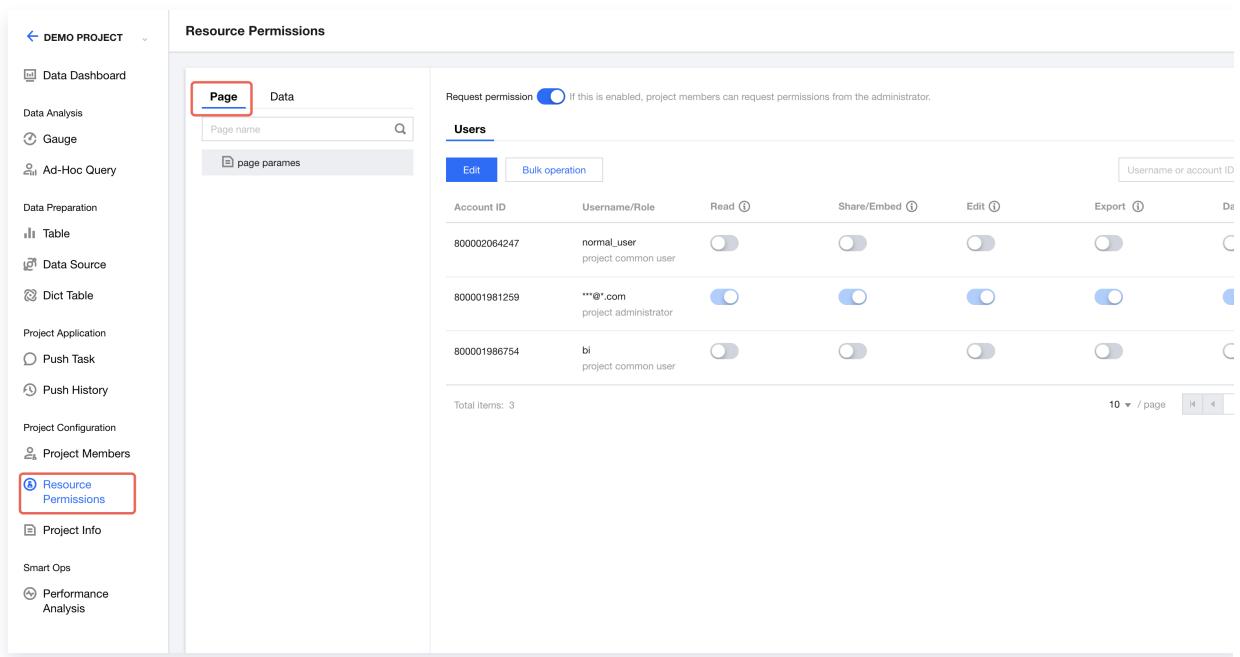 DEMO PROJECT
Data Dashboard
Data Analysis
Gauge
Ad-Hoc Query
Data Preparation
Table
Data Source
Dict Table
Project Application
Push Task
Push History
Project Configuration
Project Members
Resource
Permissions
Project Info
Smart Ops
Performance
Analysis
Resource Permissions
Page Data
Page name
page parames
Request permission If this is enabled, project members can request permissions from the administrator.
Users
Edit Bulk operation Username or account ID
Account ID Username/Role Read Share/Embed Edit Export Da
800002064247 normal_user
project common user
800001981259 ***@*.com
project administrator
800001986754 bi
project common user
Total items: 3 10 / page